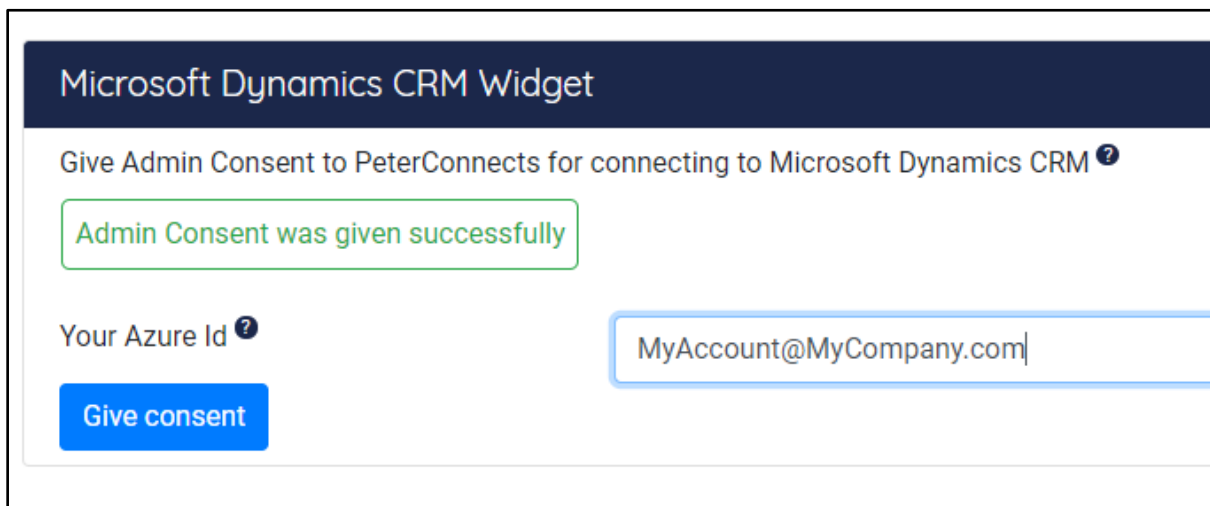 Microsoft Dynamics CRM Widget
Give Admin Consent to PeterConnects for connecting to Microsoft Dynamics CRM ?
Admin Consent was given successfully
Your Azure Id ?
MyAccount@MyCompany.com
Give consent